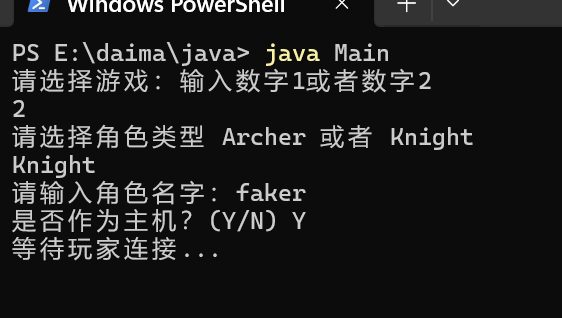 Windows PowerShell
PS E:\daima\java> java Main
请选择游戏: 输入数字1或者数字2
2
请选择角色类型 Archer 或者 Knight
Knight
请输入角色名字: faker
是否作为主机? (Y/N) Y
等待玩家连接...